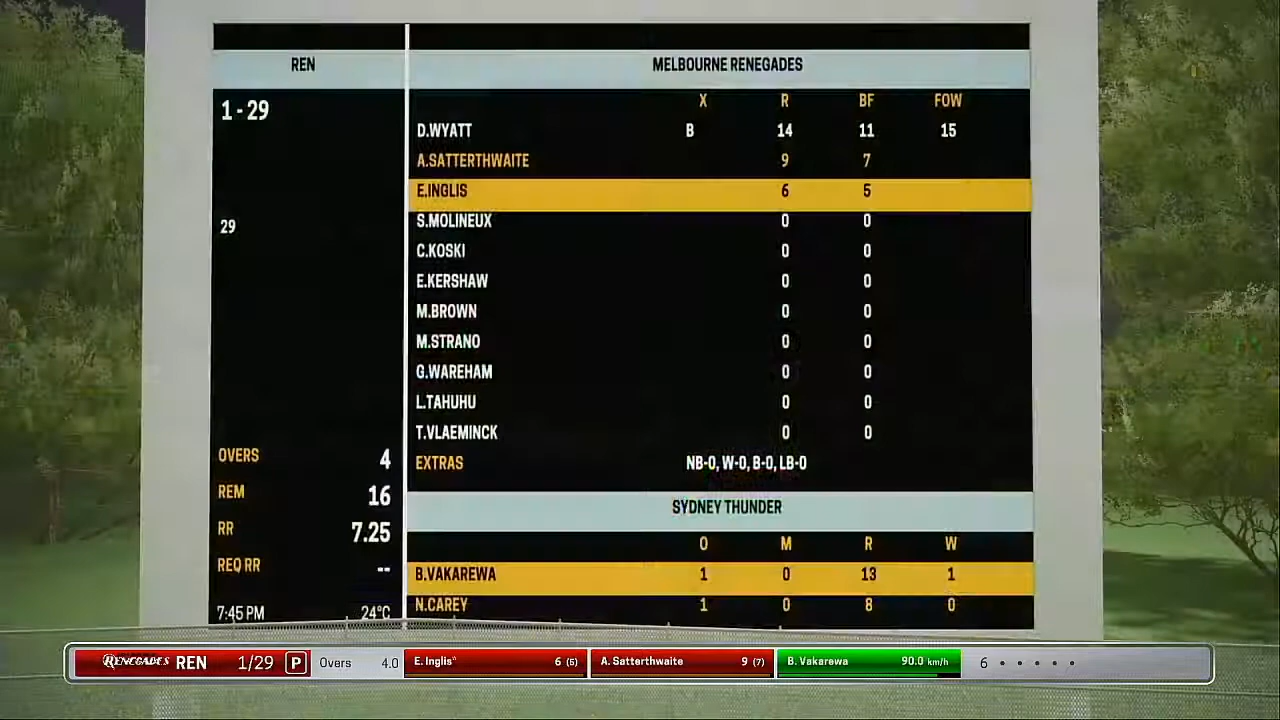 REN
MELBOURNE RENEGADES
1 - 29
X R BF FOW
D.WYATT B 14 11 15
A.SATTERTHWAITE 9 7
E.INGLIS 6 5
29
S.MOLINEUX 0 0
C.KOSKI 0 0
E.KERSHAW 0 0
M.BROWN 0 0
M.STRANO 0 0
G.WAREHAM 0 0
L.TAHUHU 0 0
T.VLAEMINCK 0 0
EXTRAS NB-0, W-0, B-0, LB-0
OVERS 4
REM 16
RR 7.25
REQ RR --
7:45 PM 24°C
SYDNEY THUNDER
O M R W
B.VAKAREWA 1 0 13 1
N.CAREY 1 0 8 0
RENEGADES REN 1/29 P Overs 4.0 E. Inglis* 6 (5) A. Satterthwaite 9 (7) B. Vakarewa 90.0 km/h 6 • • • • •